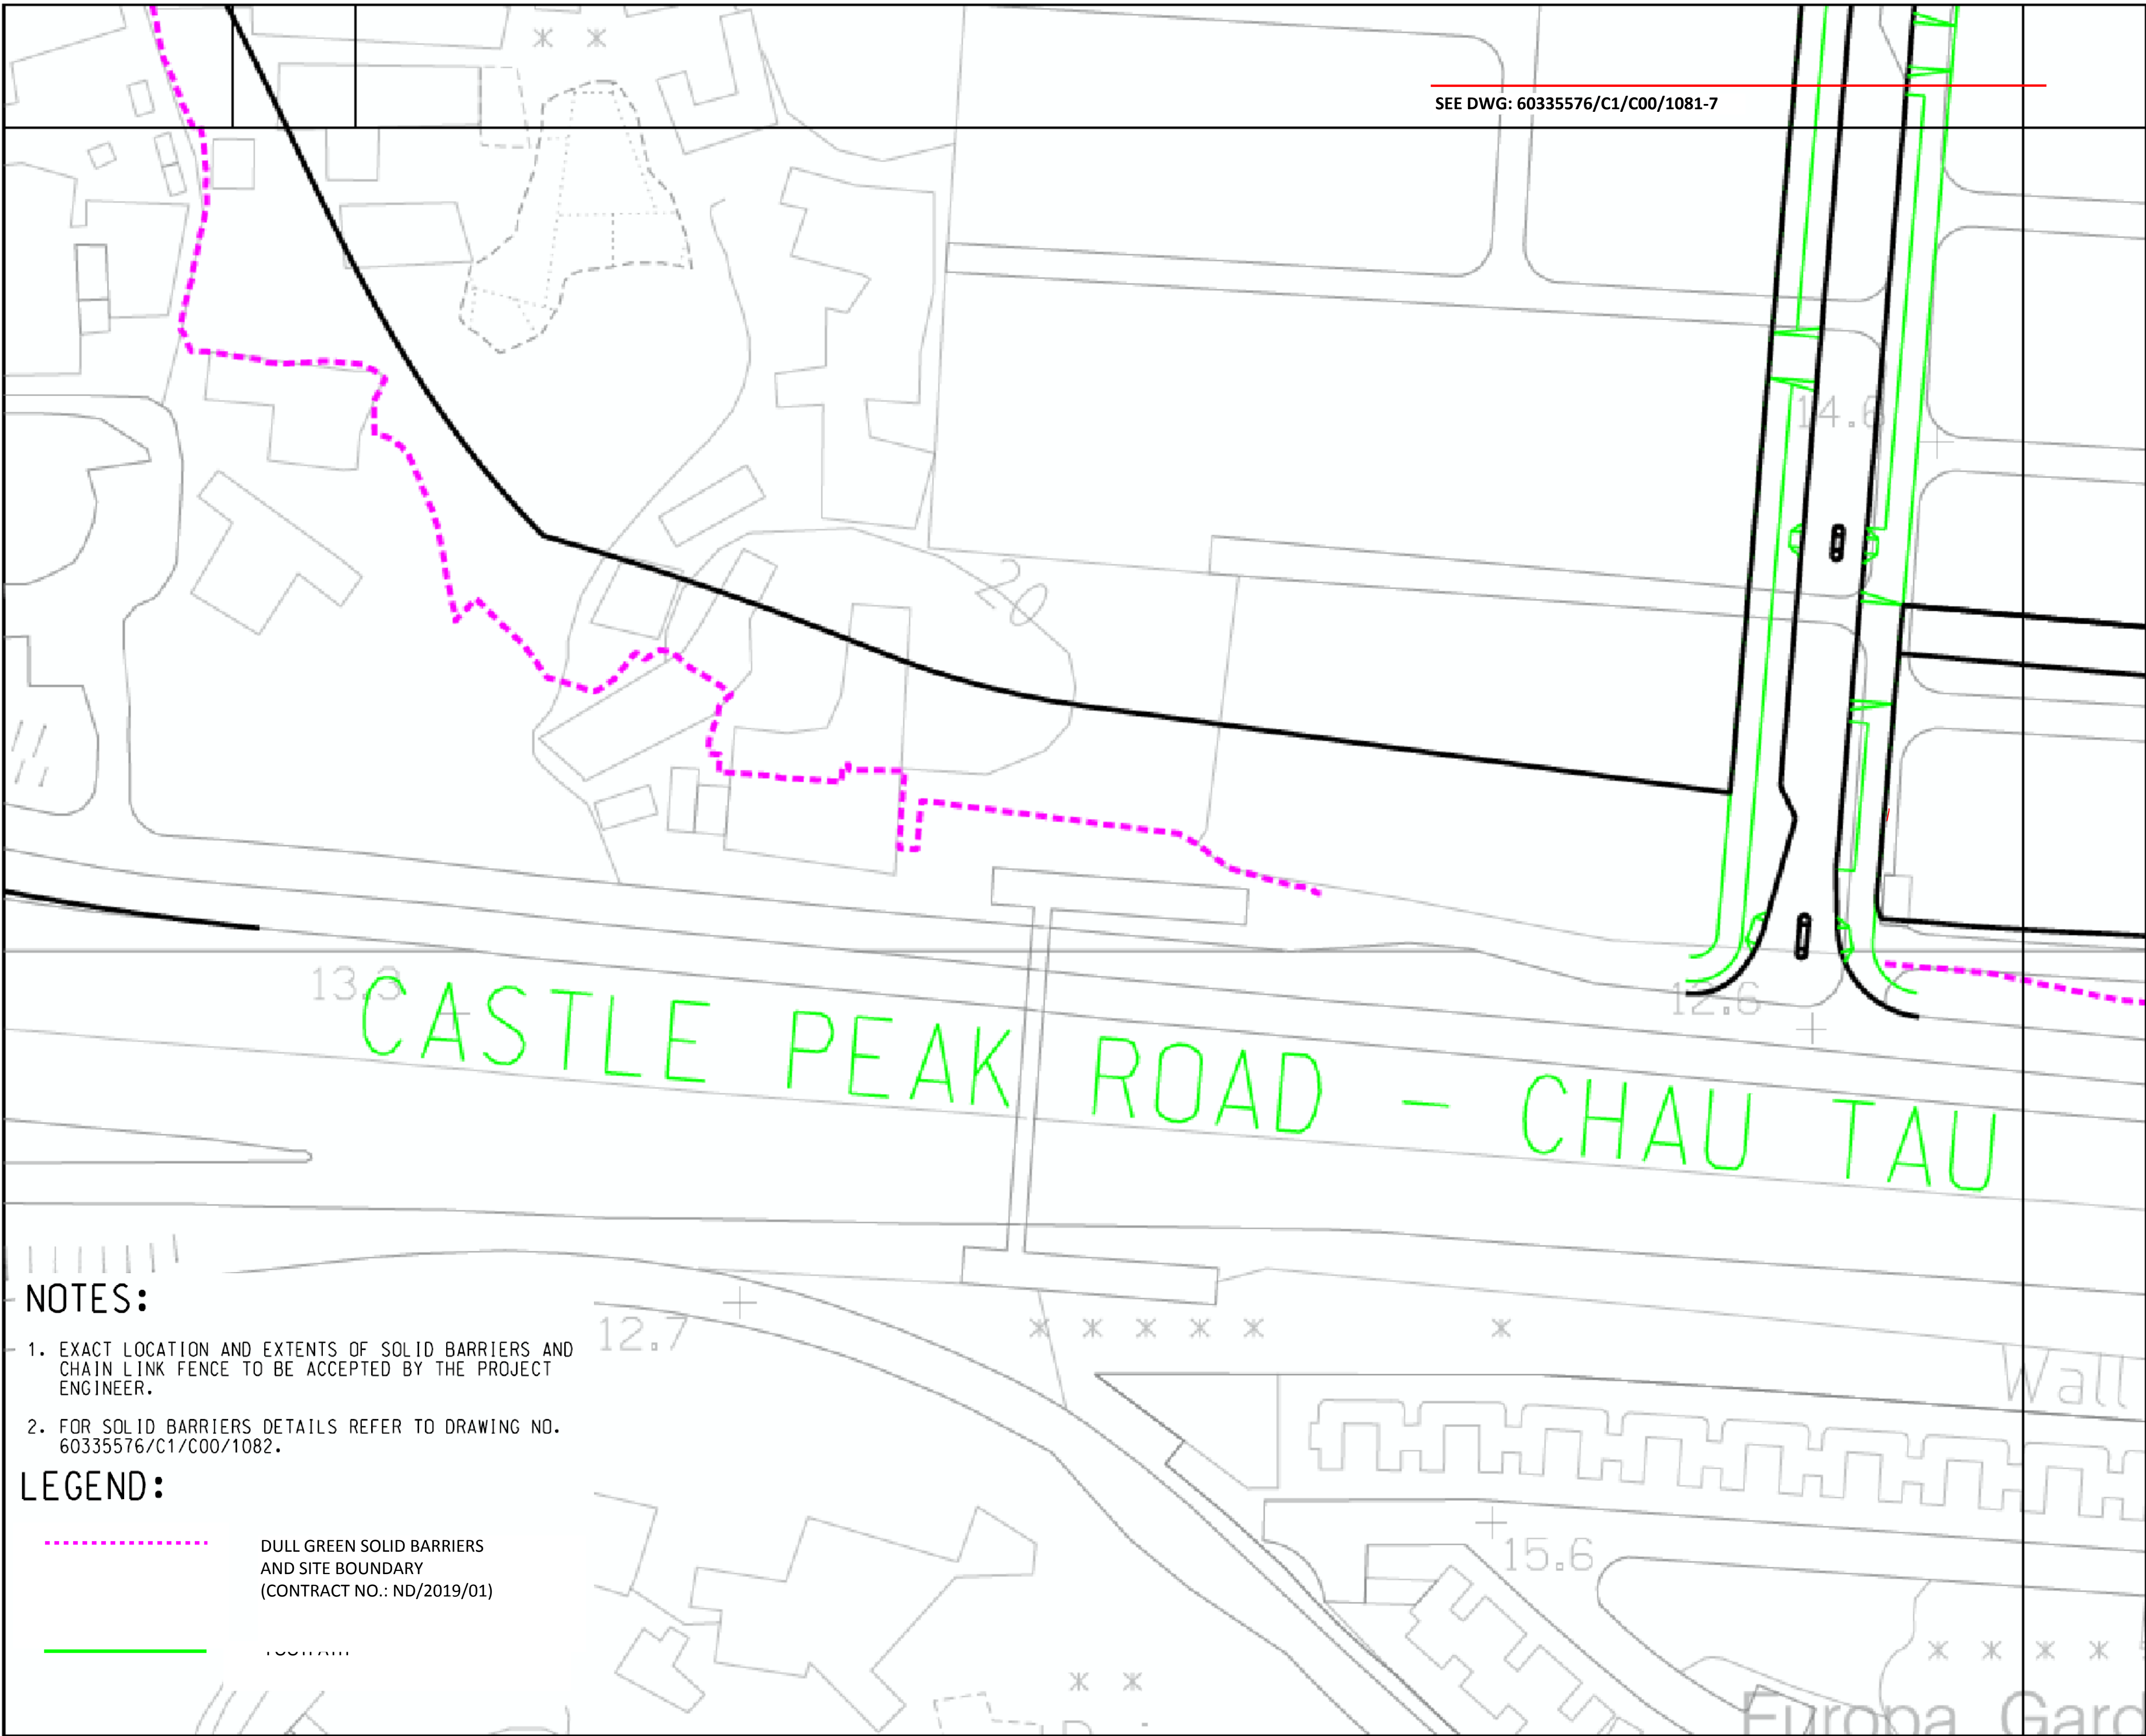 SEE DWG: 60335576/C1/C00/1081-7
14.6
20
13.3
12.6
CASTLE PEAK ROAD - CHAU TAU
NOTES:
1. EXACT LOCATION AND EXTENTS OF SOLID BARRIERS AND
CHAIN LINK FENCE TO BE ACCEPTED BY THE PROJECT
ENGINEER.
2. FOR SOLID BARRIERS DETAILS REFER TO DRAWING NO.
60335576/C1/C00/1082.
12.7
Wall
LEGEND:
DULL GREEN SOLID BARRIERS
AND SITE BOUNDARY
(CONTRACT NO.: ND/2019/01)
15.6
Europa Gard